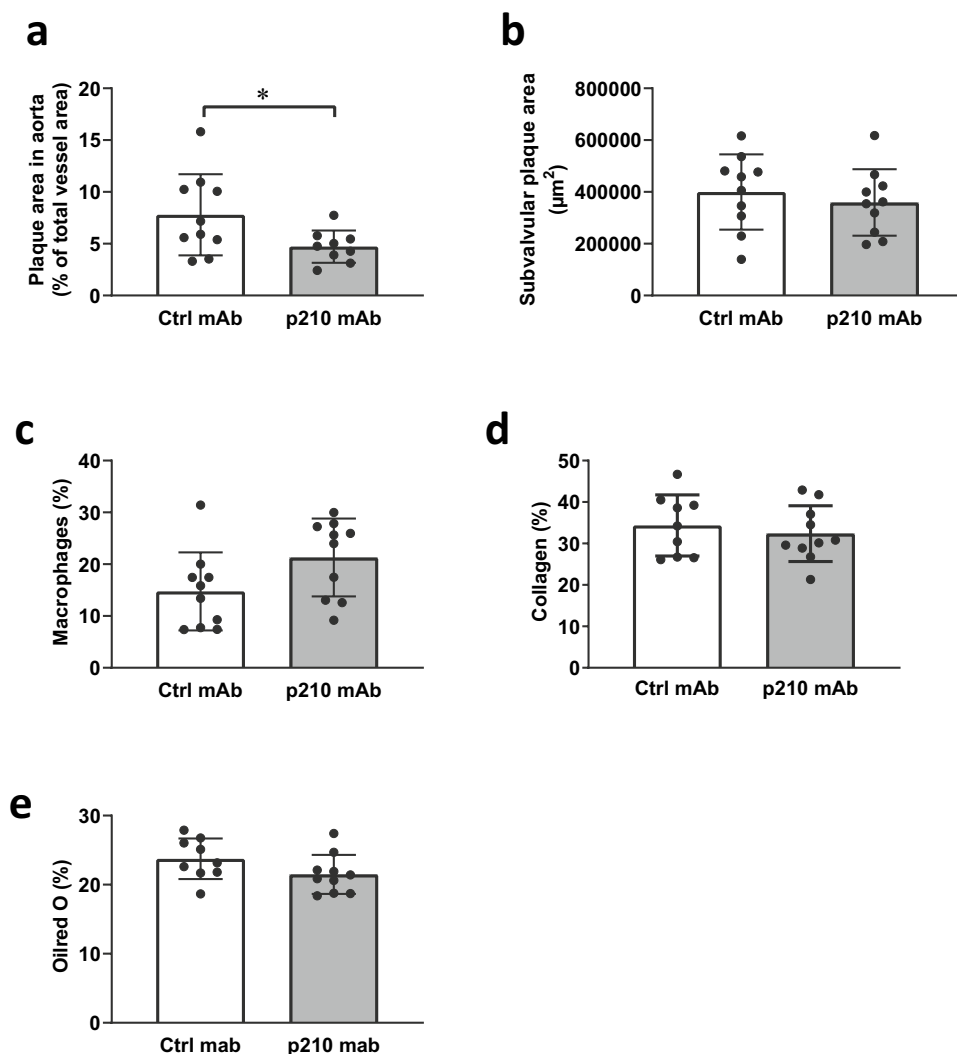 a
Plaque area in aorta
(% of total vessel area)
20
15
10
5
0
*
Ctrl mAb
p210 mAb
b
Subvalvular plaque area
(µm²)
800000
600000
400000
200000
0
Ctrl mAb
p210 mAb
c
Macrophages (%)
40
30
20
10
0
Ctrl mAb
p210 mAb
d
Collagen (%)
50
40
30
20
10
0
Ctrl mAb
p210 mAb
e
Oilred O (%)
30
20
10
0
Ctrl mab
p210 mab